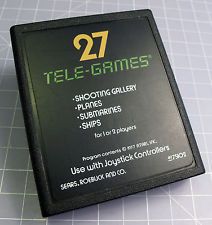 27
TELE-GAMES®
•SHOOTING GALLERY
•PLANES
•SUBMARINES
•SHIPS
for 1 or 2 players
Program contents © 1977 ATARI, INC.
Use with Joystick Controllers
SEARS, ROEBUCK AND CO.